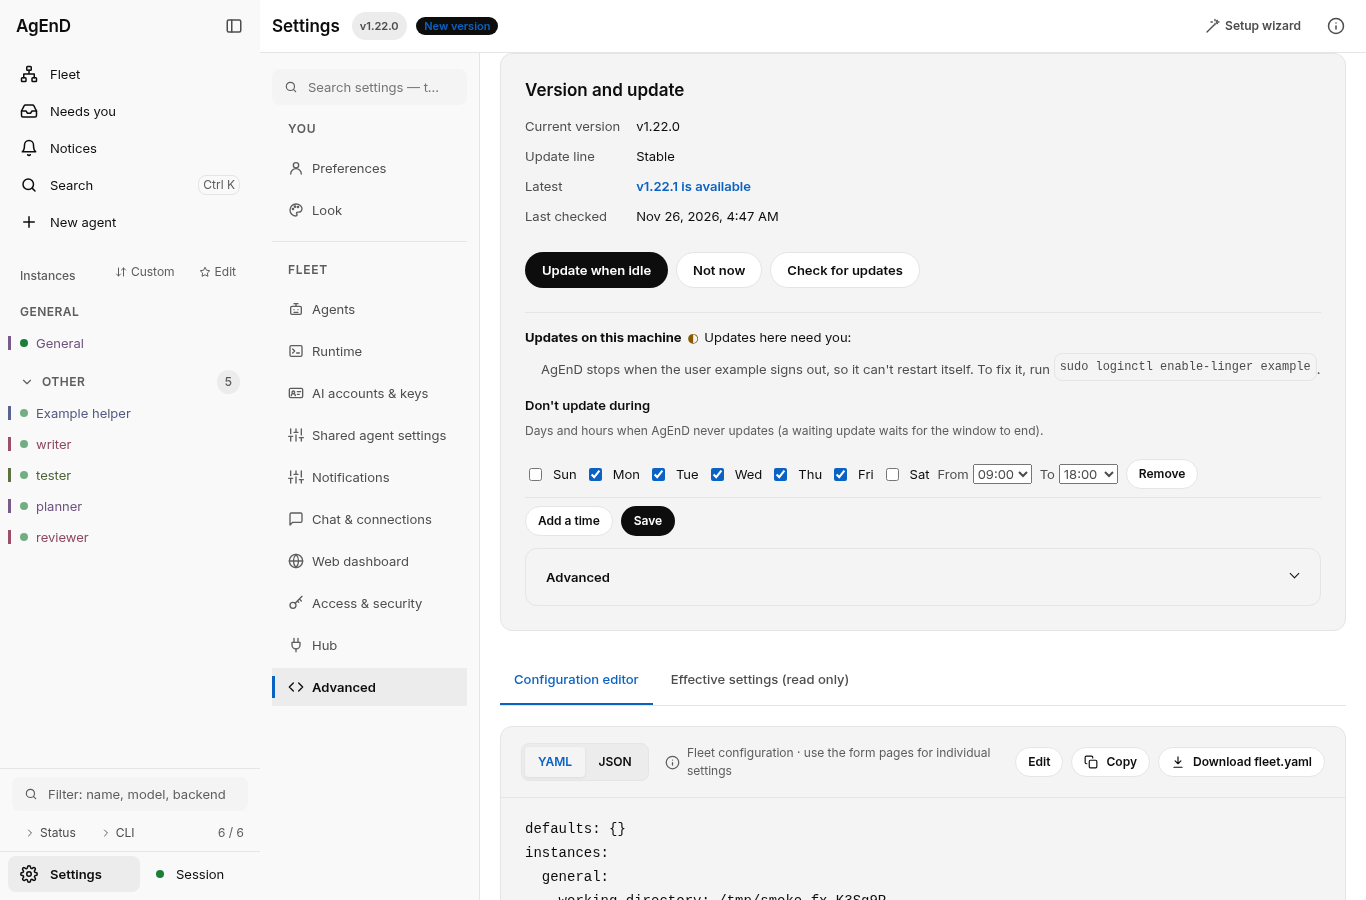 AgEnD
Fleet
Needs you
Notices
Search Ctrl K
New agent
Instances Custom Edit
GENERAL
General
OTHER 5
Example helper
writer
tester
planner
reviewer
Filter: name, model, backend
Status CLI 6 / 6
Settings Session
Settings v1.22.0 New version Setup wizard
Search settings — t...
YOU
Preferences
Look
FLEET
Agents
Runtime
AI accounts & keys
Shared agent settings
Notifications
Chat & connections
Web dashboard
Access & security
Hub
Advanced
Version and update
Current version v1.22.0
Update line Stable
Latest v1.22.1 is available
Last checked Nov 26, 2026, 4:47 AM
Update when idle Not now Check for updates
Updates on this machine Updates here need you:
AgEnD stops when the user example signs out, so it can't restart itself. To fix it, run sudo loginctl enable-linger example.
Don't update during
Days and hours when AgEnD never updates (a waiting update waits for the window to end).
Sun Mon Tue Wed Thu Fri Sat From 09:00 To 18:00 Remove
Add a time Save
Advanced
Configuration editor Effective settings (read only)
YAML JSON
Fleet configuration · use the form pages for individual
settings
Edit Copy Download fleet.yaml
defaults: {}
instances:
general:
working_directory: